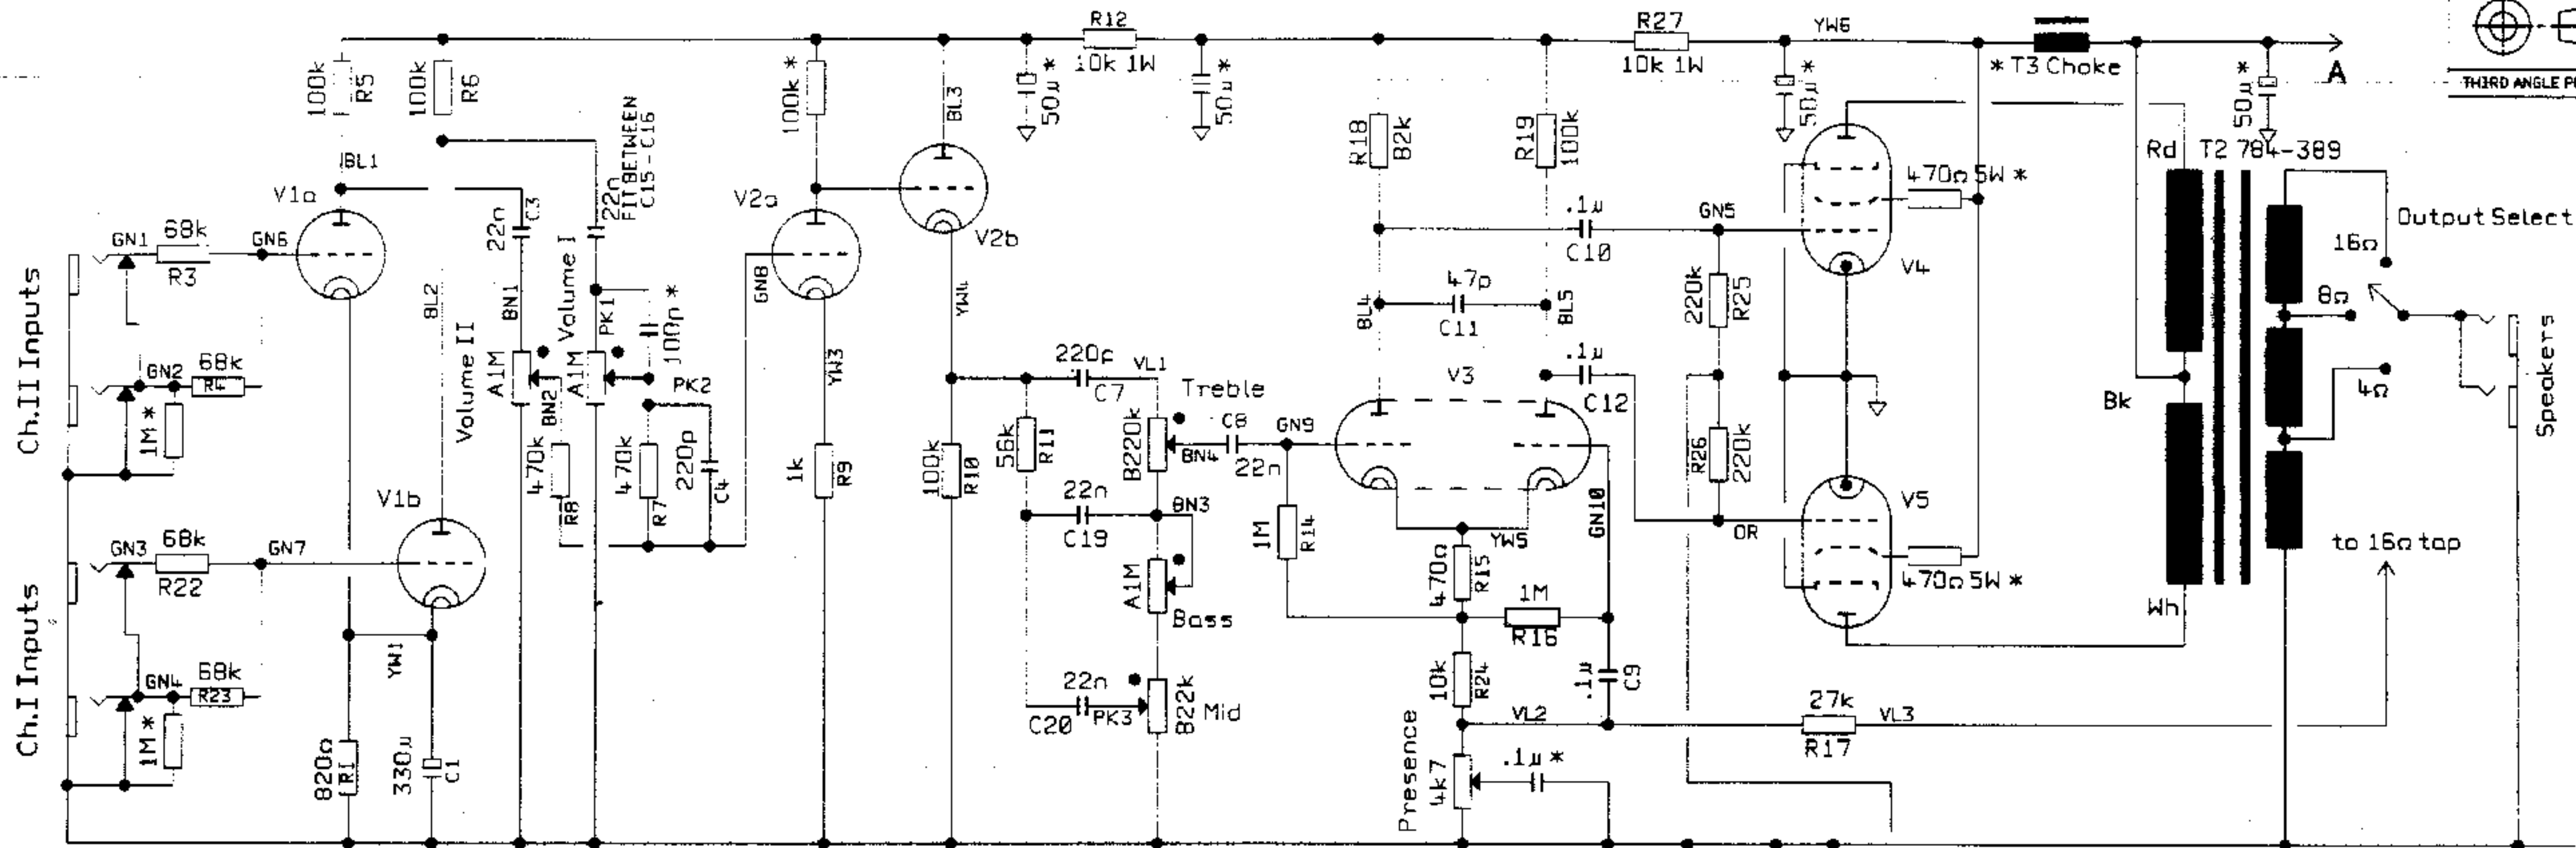 R12
10k 1W
R27
10k 1W
YW6
* T3 Choke
A
THIRD ANGLE
100k
R5
100k
R6
100k *
BL3
50µ *
50µ *
50µ *
50µ *
BL1
22n
FIT BETWEEN
C15 - C16
R18
82k
R19
100k
Rd
T2 784-389
470Ω 5W *
Output Select
16Ω
8Ω
4Ω
V1a
V2a
V2b
22n
C3
Ch.II Inputs
GN1
68k
R3
GN6
BL2
BN1
Volume I
PK1
100p *
GN8
YW4
.1µ
C10
GN5
V4
BL4
47p
C11
BL5
220k
R25
Volume II
A1M
A1M
BN2
PK2
YW3
GN2
68k
R4
1M *
220p
C7
VL1
Treble
V3
.1µ
C12
Bk
Speakers
470k
R8
470k
R7
220p
C4
1k
R9
100k
R10
56k
R11
B220k
BN4
C8
22n
GN9
R26
220k
V1b
22n
C19
BN3
1M
R14
YW5
GN10
OR
V5
Ch.I Inputs
GN3
68k
R22
GN7
A1M
Bass
470Ω
R15
1M
R16
470Ω 5W *
Wh
to 16Ω tap
YW1
GN4
68k
R23
1M *
22n
C20
PK3
B22k
Mid
10k
R24
.1µ
C9
VL2
27k
R17
VL3
820Ω
R1
330µ
C1
Presence
4k7
.1µ *